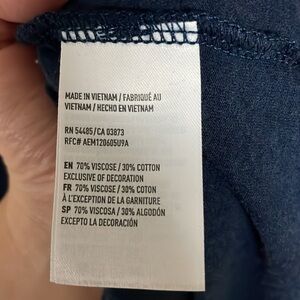 MADE IN VIETNAM / FABRIQUÉ AU
VIETNAM / HECHO EN VIETNAM
RN 54485/CA 03873
RFC# AEM120605U9A
EN 70% VISCOSE / 30% COTTON
EXCLUSIVE OF DECORATION
FR 70% VISCOSE / 30% COTON
À L'EXCEPTION DE LA GARNITURE
SP 70% VISCOSA / 30% ALGODÓN
EXCEPTO LA DECORACIÓN